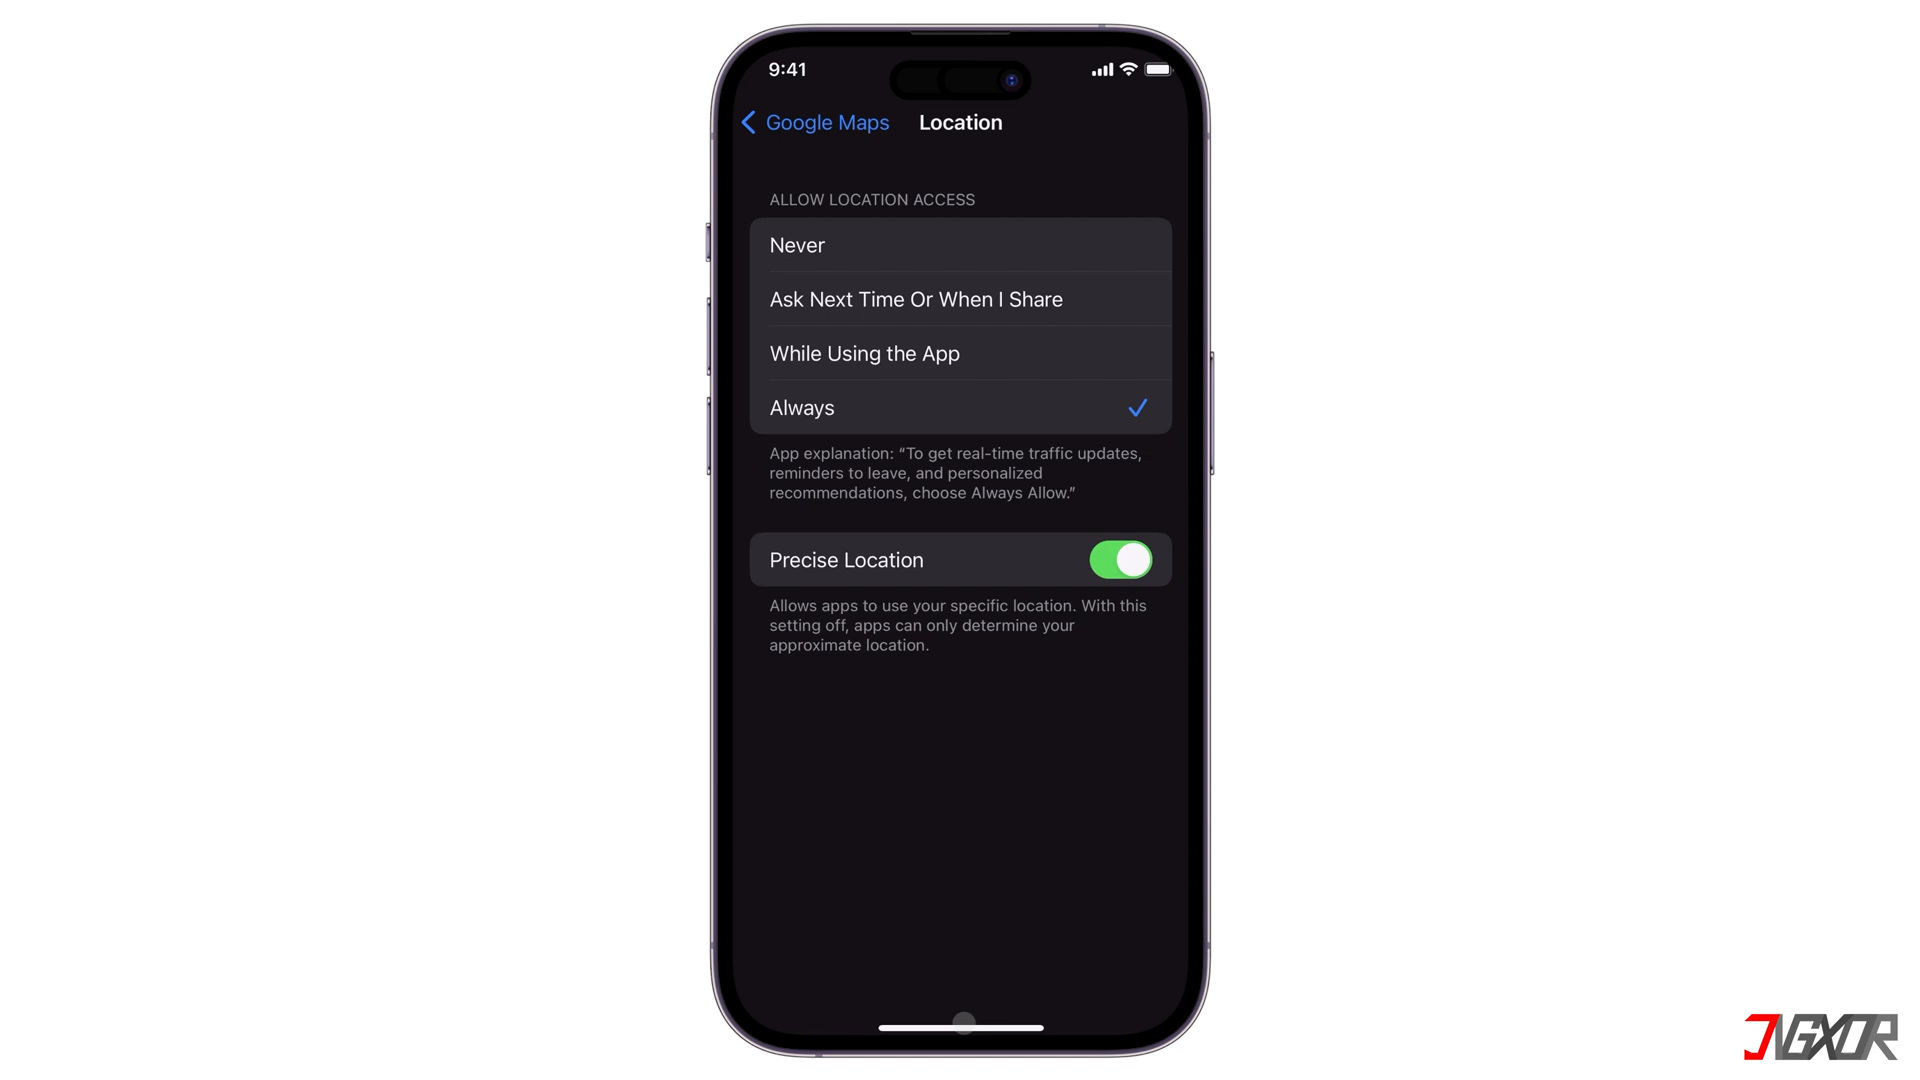 9:41
Google Maps
Location
ALLOW LOCATION ACCESS
Never
Ask Next Time Or When I Share
While Using the App
Always
App explanation: “To get real-time traffic updates,
reminders to leave, and personalized
recommendations, choose Always Allow.”
Precise Location
Allows apps to use your specific location. With this
setting off, apps can only determine your
approximate location.
JVGXOR